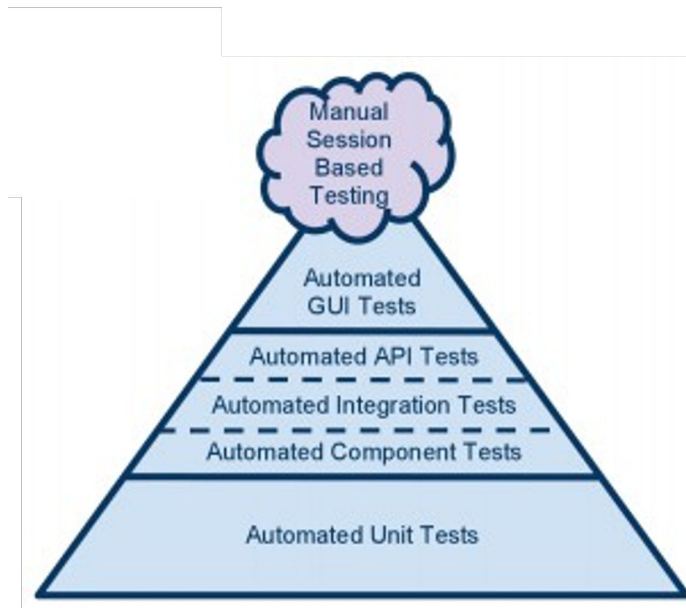 Manual
Session
Based
Testing
Automated
GUI Tests
Automated API Tests
Automated Integration Tests
Automated Component Tests
Automated Unit Tests